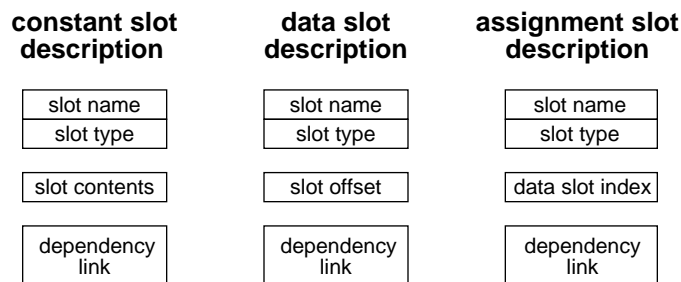 constant slot
description
data slot
description
assignment slot
description
slot name
slot type
slot contents
dependency
link
slot name
slot type
slot offset
dependency
link
slot name
slot type
data slot index
dependency
link